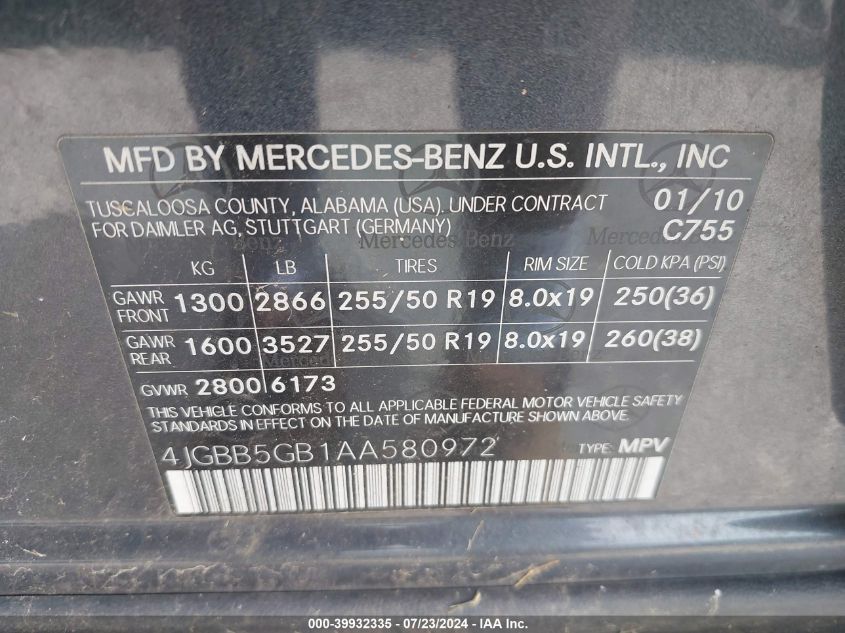 MFD BY MERCEDES-BENZ U.S. INTL., INC
TUSCALOOSA COUNTY, ALABAMA (USA). UNDER CONTRACT 01/10
FOR DAIMLER AG, STUTTGART (GERMANY) C755
Mercedes-Benz Mercedes
KG LB TIRES RIM SIZE COLD KPA (PSI)
GAWR FRONT 1300 2866 255/50 R19 8.0x19 250(36)
GAWR REAR 1600 3527 255/50 R19 8.0x19 260(38)
GVWR 2800 6173
THIS VEHICLE CONFORMS TO ALL APPLICABLE FEDERAL MOTOR VEHICLE SAFETY
STANDARDS IN EFFECT ON THE DATE OF MANUFACTURE SHOWN ABOVE.
4JGBB5GB1AA580972 TYPE: MPV
000-39932335 - 07/23/2024 - IAA Inc.